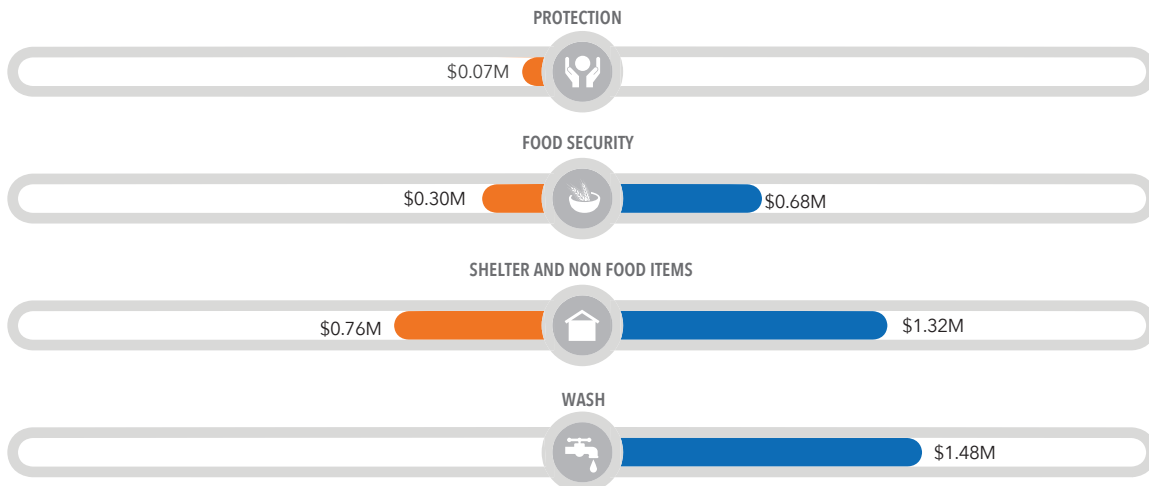 PROTECTION
$0.07M
FOOD SECURITY
$0.30M $0.68M
SHELTER AND NON FOOD ITEMS
$0.76M $1.32M
WASH
$1.48M